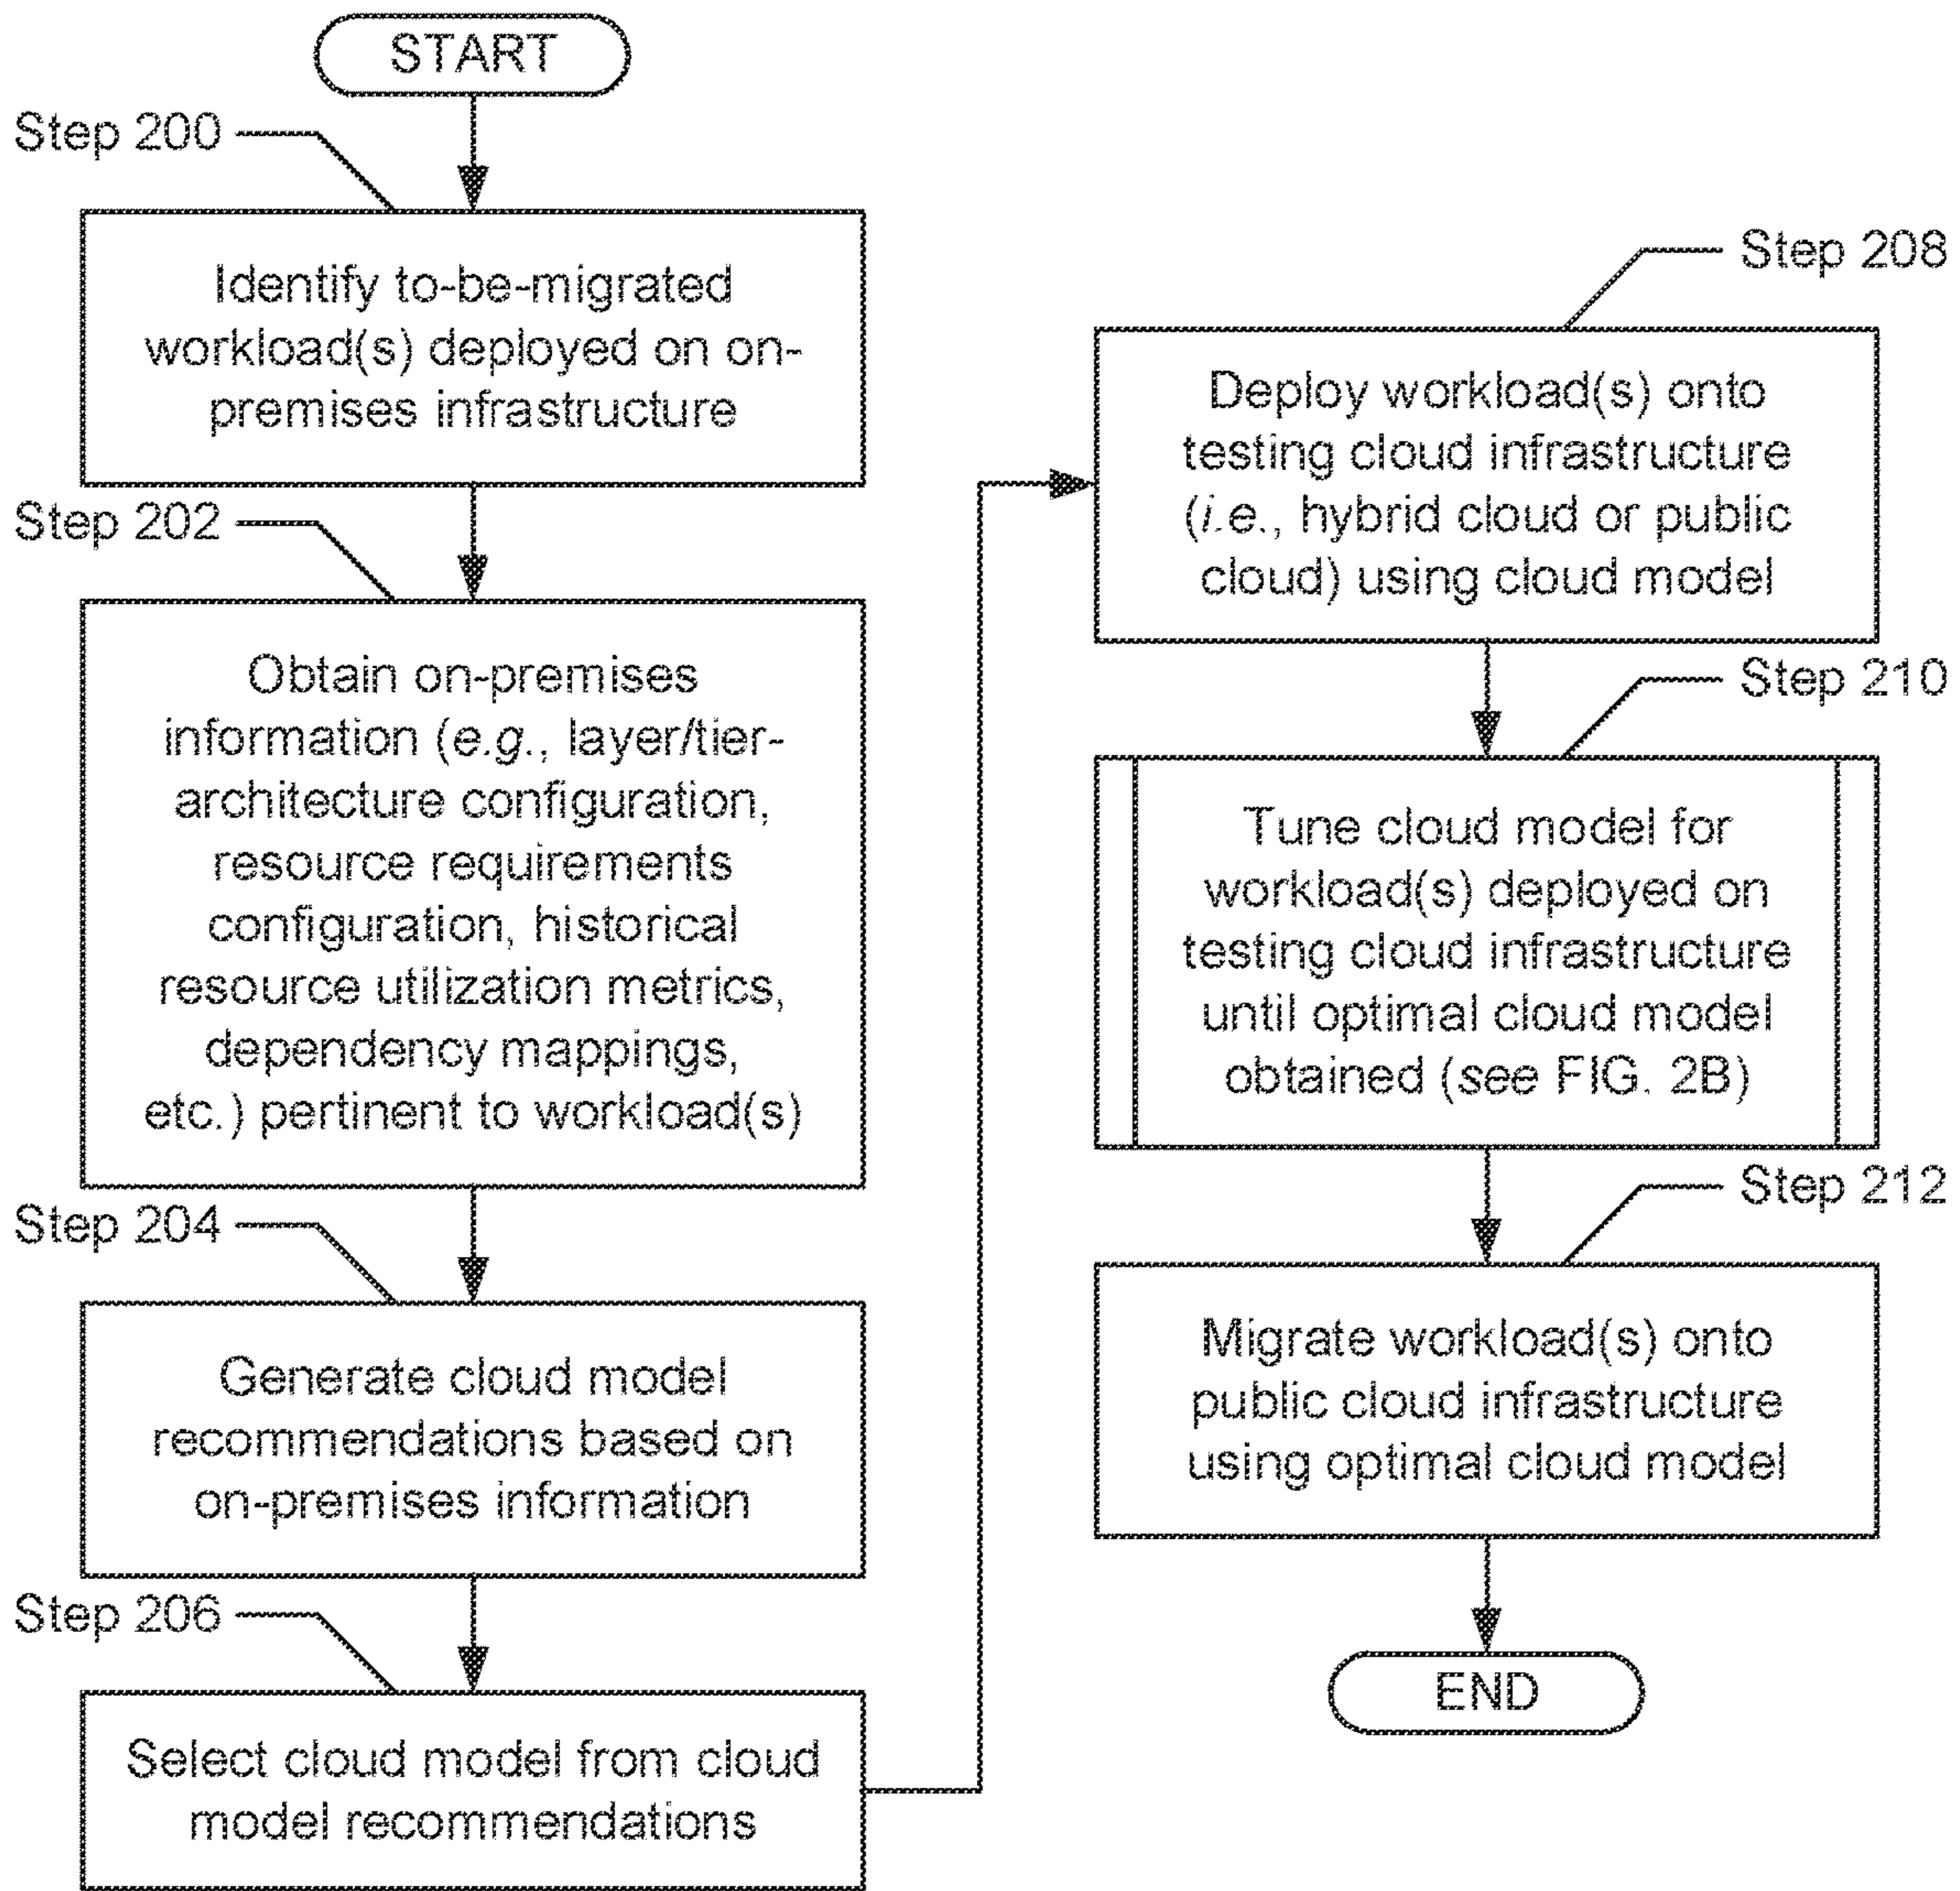 START
Step 200
Identify to-be-migrated
workload(s) deployed on on-
premises infrastructure
Step 202
Obtain on-premises
information (e.g., layer/tier-
architecture configuration,
resource requirements
configuration, historical
resource utilization metrics,
dependency mappings,
etc.) pertinent to workload(s)
Step 204
Generate cloud model
recommendations based on
on-premises information
Step 206
Select cloud model from cloud
model recommendations
Step 208
Deploy workload(s) onto
testing cloud infrastructure
(i.e., hybrid cloud or public
cloud) using cloud model
Step 210
Tune cloud model for
workload(s) deployed on
testing cloud infrastructure
until optimal cloud model
obtained (see FIG. 2B)
Step 212
Migrate workload(s) onto
public cloud infrastructure
using optimal cloud model
END